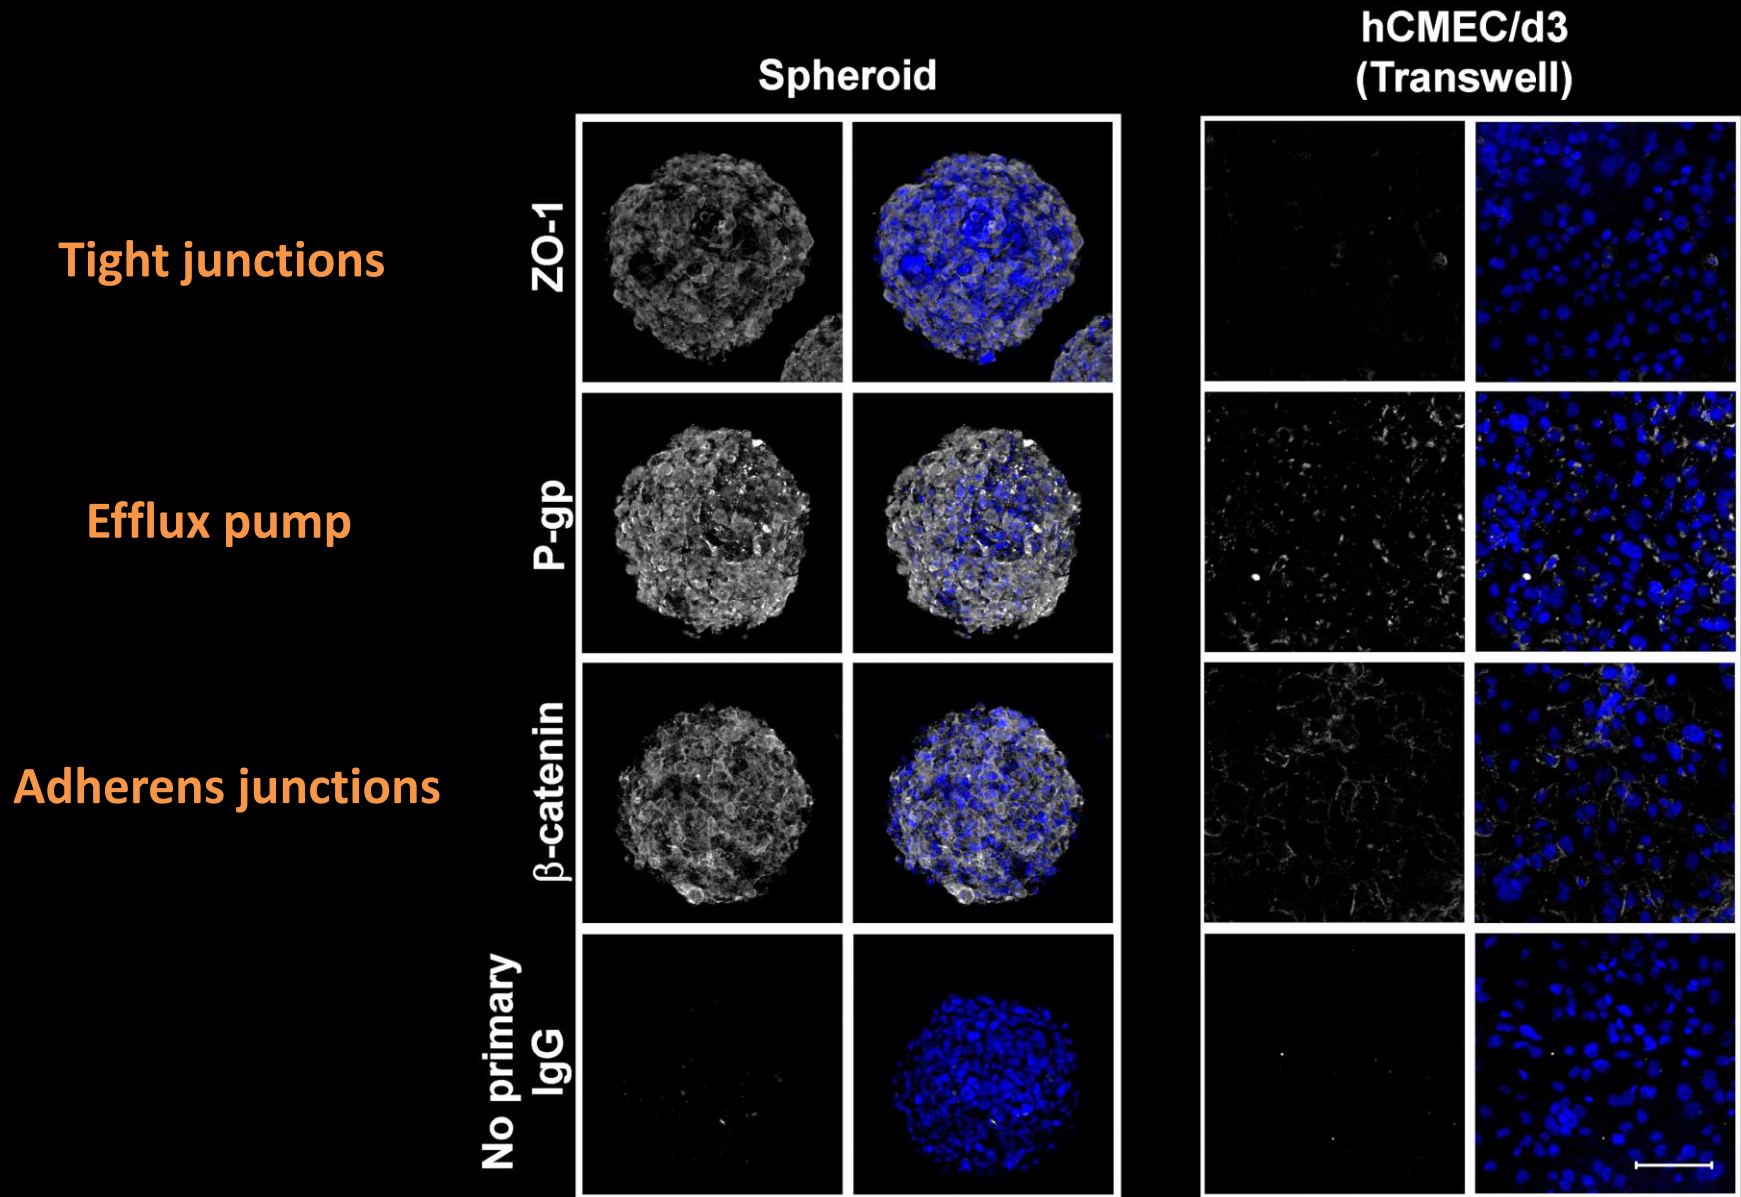 Spheroid
hCMEC/d3
(Transwell)
Tight junctions
ZO-1
Efflux pump
P-gp
Adherens junctions
β-catenin
No primary
IgG